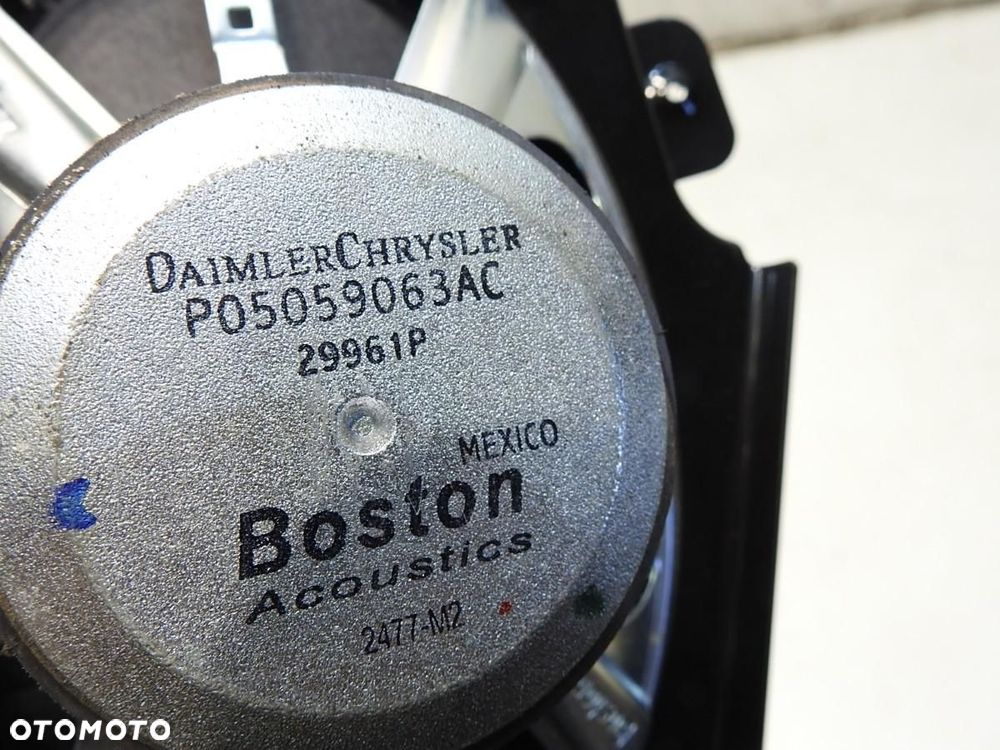 DAIMLERCHRYSLER
P05059063AC
29961P
MEXICO
Boston
Acoustics
2477-M2
OTOMOTO